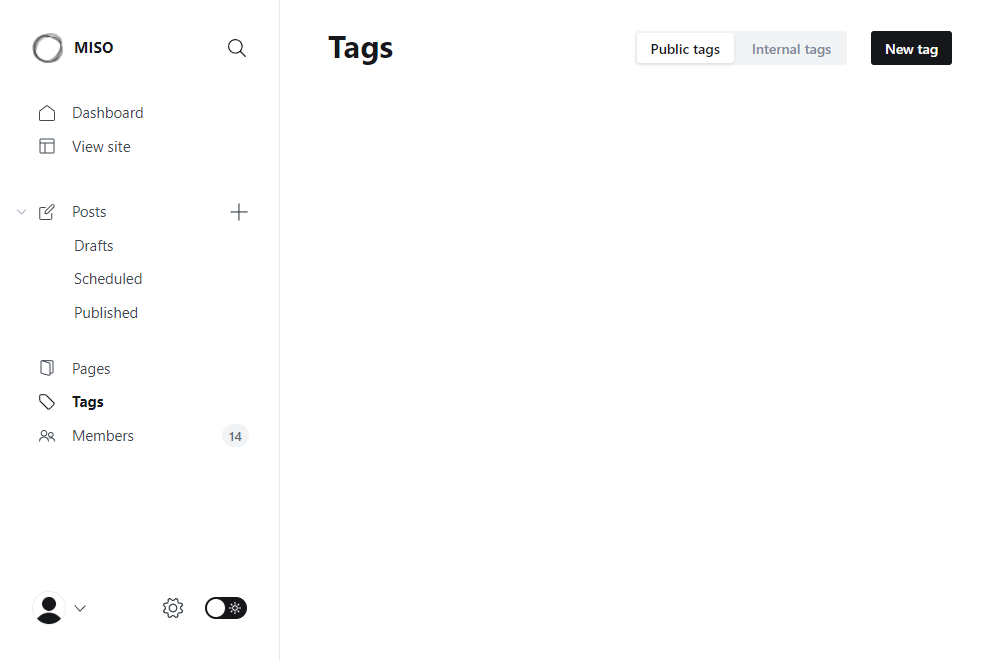 MISO
Dashboard
View site
Posts
Drafts
Scheduled
Published
Pages
Tags
Members 14
Tags
Public tags Internal tags New tag